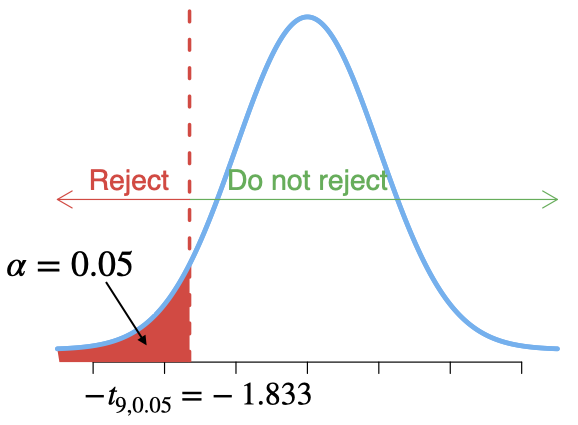 Reject
Do not reject
α = 0.05
−t9,0.05 = − 1.833